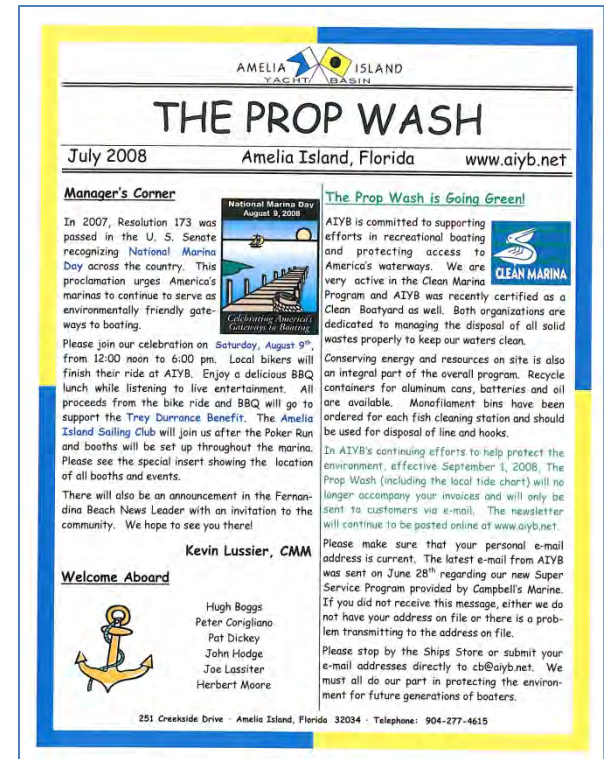 AMELIA ISLAND
YACHT BASIN
THE PROP WASH
July 2008 Amelia Island, Florida www.aiyb.net
Manager's Corner
In 2007, Resolution 173 was
passed in the U. S. Senate
recognizing National Marina
Day across the country. This
proclamation urges America's
marinas to continue to serve as
environmentally friendly gate-
ways to boating.
National Marina Day
August 9, 2008
Celebrating America's
Gateways to Boating
Please join our celebration on Saturday, August 9th,
from 12:00 noon to 6:00 pm. Local bikers will
finish their ride at AIYB. Enjoy a delicious BBQ
lunch while listening to live entertainment. All
proceeds from the bike ride and BBQ will go to
support the Trey Durrance Benefit. The Amelia
Island Sailing Club will join us after the Poker Run
and booths will be set up throughout the marina.
Please see the special insert showing the location
of all booths and events.
There will also be an announcement in the Fernan-
dina Beach News Leader with an invitation to the
community. We hope to see you there!
Kevin Lussier, CMM
Welcome Aboard
Hugh Boggs
Peter Corigliano
Pat Dickey
John Hodge
Joe Lassiter
Herbert Moore
The Prop Wash is Going Green!
AIYB is committed to supporting
efforts in recreational boating
and protecting access to
America's waterways. We are
very active in the Clean Marina
CLEAN MARINA
Program and AIYB was recently certified as a
Clean Boatyard as well. Both organizations are
dedicated to managing the disposal of all solid
wastes properly to keep our waters clean.
Conserving energy and resources on site is also
an integral part of the overall program. Recycle
containers for aluminum cans, batteries and oil
are available. Monofilament bins have been
ordered for each fish cleaning station and should
be used for disposal of line and hooks.
In AIYB's continuing efforts to help protect the
environment, effective September 1, 2008, The
Prop Wash (including the local tide chart) will no
longer accompany your invoices and will only be
sent to customers via e-mail. The newsletter
will continue to be posted online at www.aiyb.net.
Please make sure that your personal e-mail
address is current. The latest e-mail from AIYB
was sent on June 28th regarding our new Super
Service Program provided by Campbell's Marine.
If you did not receive this message, either we do
not have your address on file or there is a prob-
lem transmitting to the address on file.
Please stop by the Ships Store or submit your
e-mail addresses directly to cb@aiyb.net. We
must all do our part in protecting the environ-
ment for future generations of boaters.
251 Creekside Drive · Amelia Island, Florida 32034 · Telephone: 904-277-4615